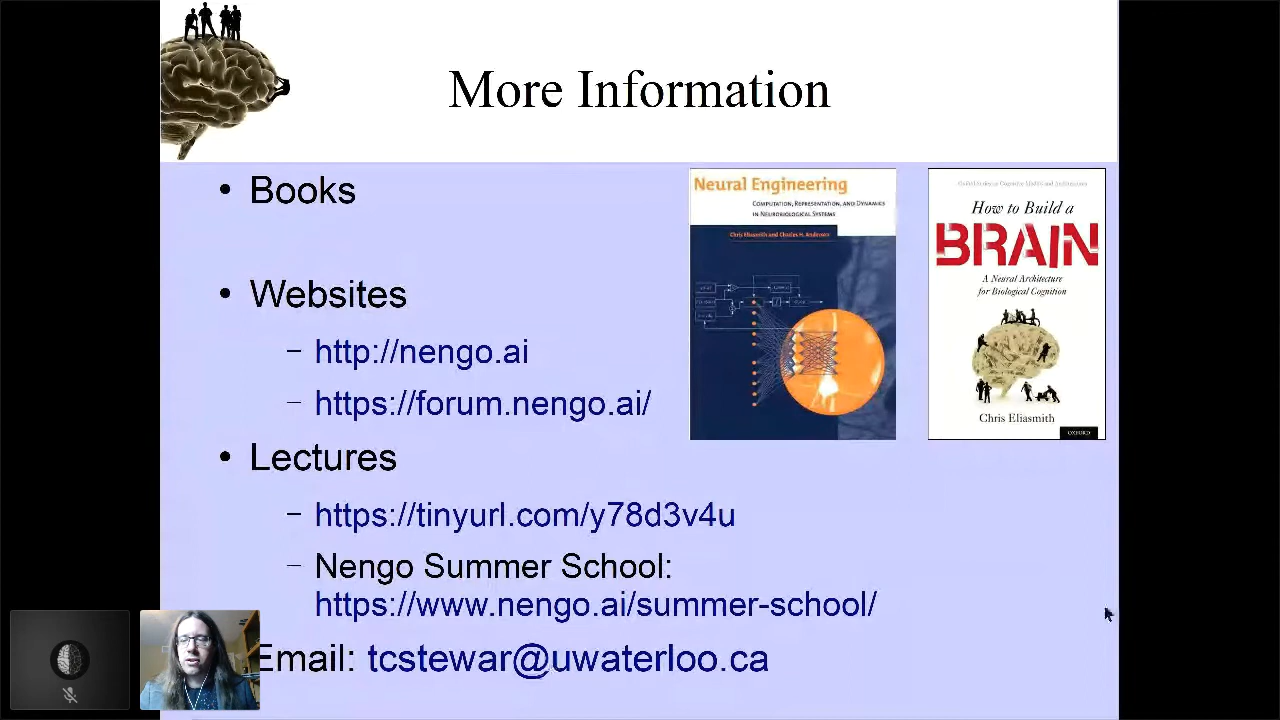 More Information
• Books
• Websites
– http://nengo.ai
– https://forum.nengo.ai/
• Lectures
– https://tinyurl.com/y78d3v4u
– Nengo Summer School:
https://www.nengo.ai/summer-school/
Email: tcstewar@uwaterloo.ca
Neural Engineering
COMPUTATION, REPRESENTATION, AND DYNAMICS
IN NEUROBIOLOGICAL SYSTEMS
Chris Eliasmith and Charles H. Anderson
How to Build a
BRAIN
A Neural Architecture
for Biological Cognition
Chris Eliasmith
OXFORD